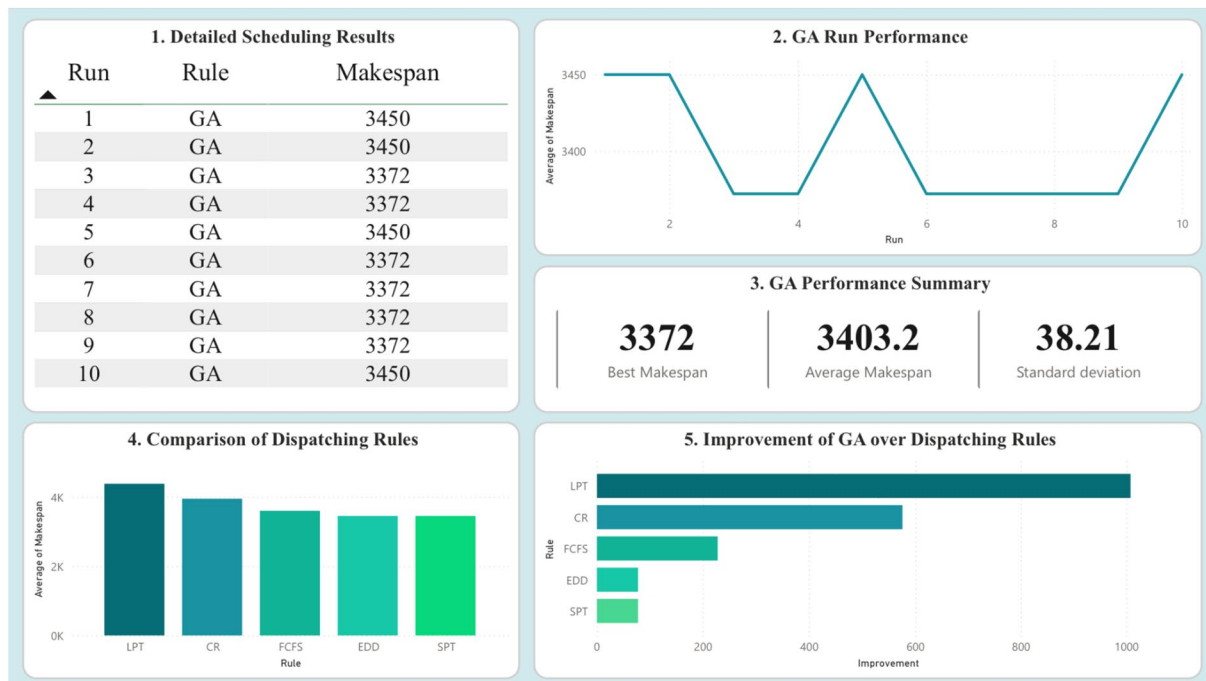 1. Detailed Scheduling Results
Run Rule Makespan
1 GA 3450
2 GA 3450
3 GA 3372
4 GA 3372
5 GA 3450
6 GA 3372
7 GA 3372
8 GA 3372
9 GA 3372
10 GA 3450
2. GA Run Performance
Average of Makespan
3450
3400
2 4 6 8 10
Run
3. GA Performance Summary
3372 3403.2 38.21
Best Makespan Average Makespan Standard deviation
4. Comparison of Dispatching Rules
Average of Makespan
4K
2K
0K
LPT CR FCFS EDD SPT
Rule
5. Improvement of GA over Dispatching Rules
Rule
LPT
CR
FCFS
EDD
SPT
0 200 400 600 800 1000
Improvement